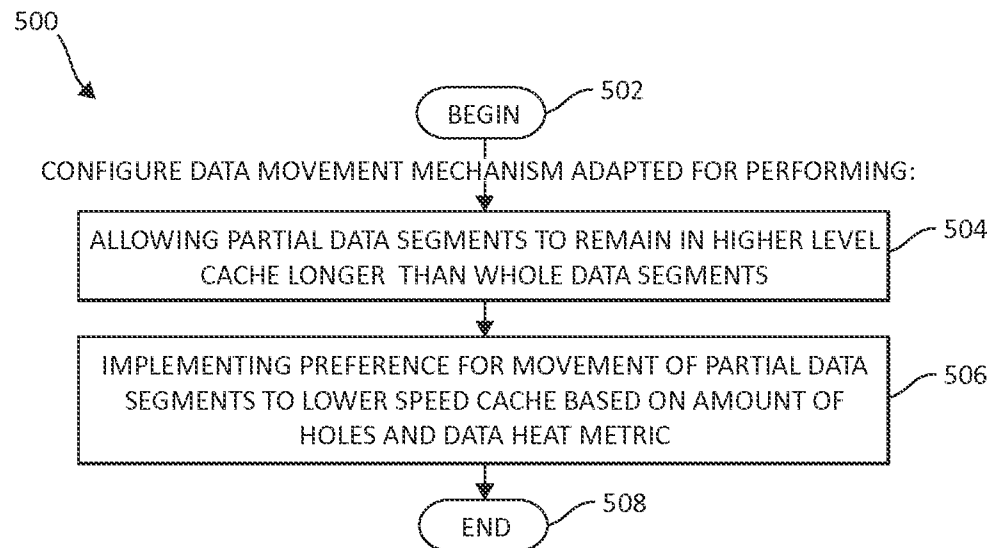 500
BEGIN
502
CONFIGURE DATA MOVEMENT MECHANISM ADAPTED FOR PERFORMING:
ALLOWING PARTIAL DATA SEGMENTS TO REMAIN IN HIGHER LEVEL
CACHE LONGER THAN WHOLE DATA SEGMENTS
504
IMPLEMENTING PREFERENCE FOR MOVEMENT OF PARTIAL DATA
SEGMENTS TO LOWER SPEED CACHE BASED ON AMOUNT OF
HOLES AND DATA HEAT METRIC
506
END
508